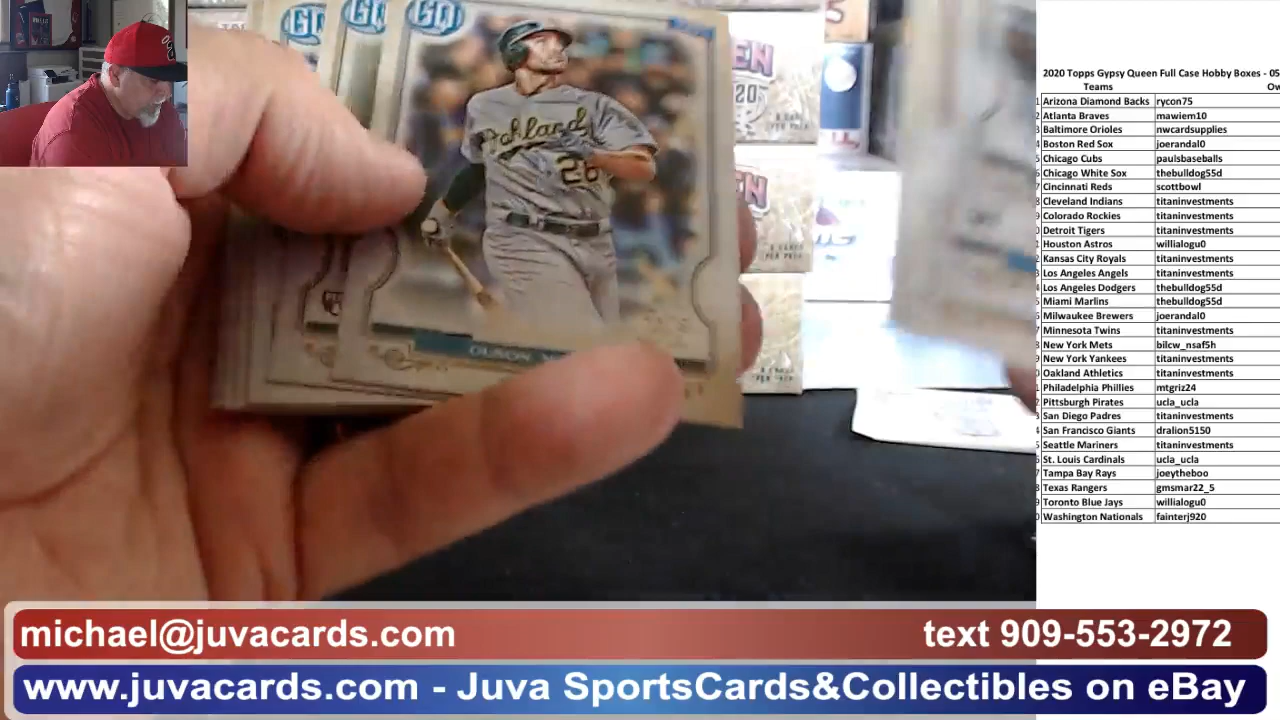 GQ
GQ
GQ
Oakland
28
OLSON
2020 Topps Gypsy Queen Full Case Hobby Boxes - 05
Teams Ow
Arizona Diamond Backs rycon75
Atlanta Braves mawiem10
Baltimore Orioles nwcardsupplies
Boston Red Sox joerandal0
Chicago Cubs paulsbaseballs
Chicago White Sox thebulldog55d
Cincinnati Reds scottbowl
Cleveland Indians titaninvestments
Colorado Rockies titaninvestments
Detroit Tigers titaninvestments
Houston Astros willialogu0
Kansas City Royals titaninvestments
Los Angeles Angels titaninvestments
Los Angeles Dodgers thebulldog55d
Miami Marlins thebulldog55d
Milwaukee Brewers joerandal0
Minnesota Twins titaninvestments
New York Mets bilcw_nsaf5h
New York Yankees titaninvestments
Oakland Athletics titaninvestments
Philadelphia Phillies mtgriz24
Pittsburgh Pirates ucla_ucla
San Diego Padres titaninvestments
San Francisco Giants dralion5150
Seattle Mariners titaninvestments
St. Louis Cardinals ucla_ucla
Tampa Bay Rays joeytheboo
Texas Rangers gmsmar22_5
Toronto Blue Jays willialogu0
Washington Nationals fainterj920
michael@juvacards.com text 909-553-2972
www.juvacards.com - Juva SportsCards&Collectibles on eBay